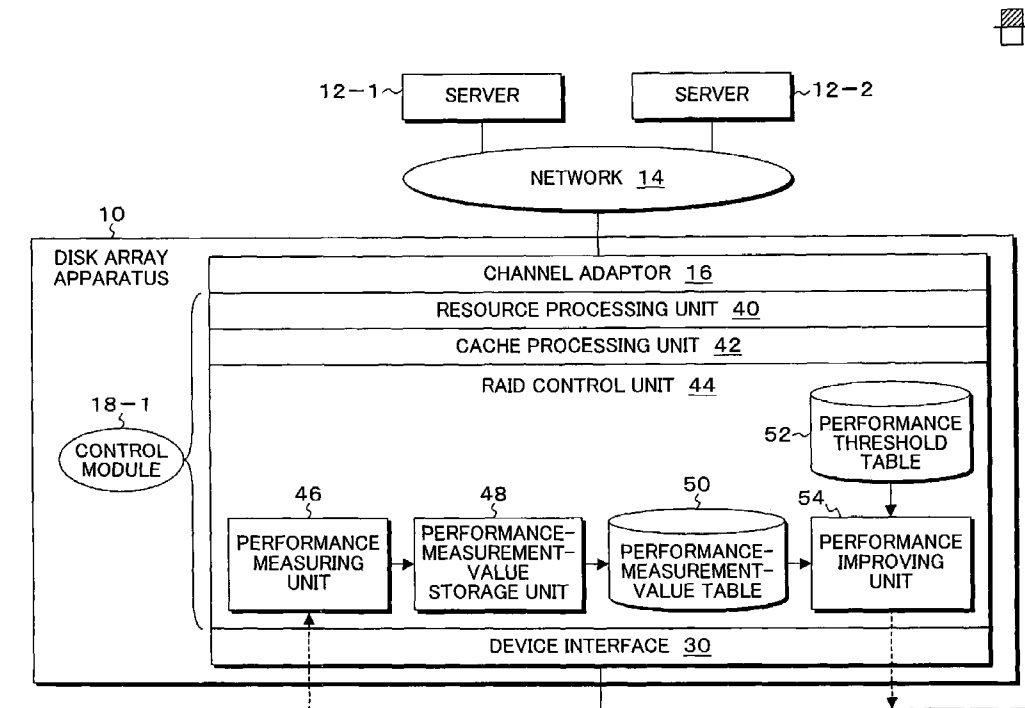 12-1
SERVER
SERVER
12-2
NETWORK 14
10
DISK ARRAY
APPARATUS
CHANNEL ADAPTOR 16
RESOURCE PROCESSING UNIT 40
CACHE PROCESSING UNIT 42
RAID CONTROL UNIT 44
18-1
CONTROL
MODULE
52
PERFORMANCE
THRESHOLD
TABLE
46
PERFORMANCE
MEASURING
UNIT
48
PERFORMANCE-
MEASUREMENT-
VALUE
STORAGE UNIT
50
PERFORMANCE-
MEASUREMENT-
VALUE TABLE
54
PERFORMANCE
IMPROVING
UNIT
DEVICE INTERFACE 30